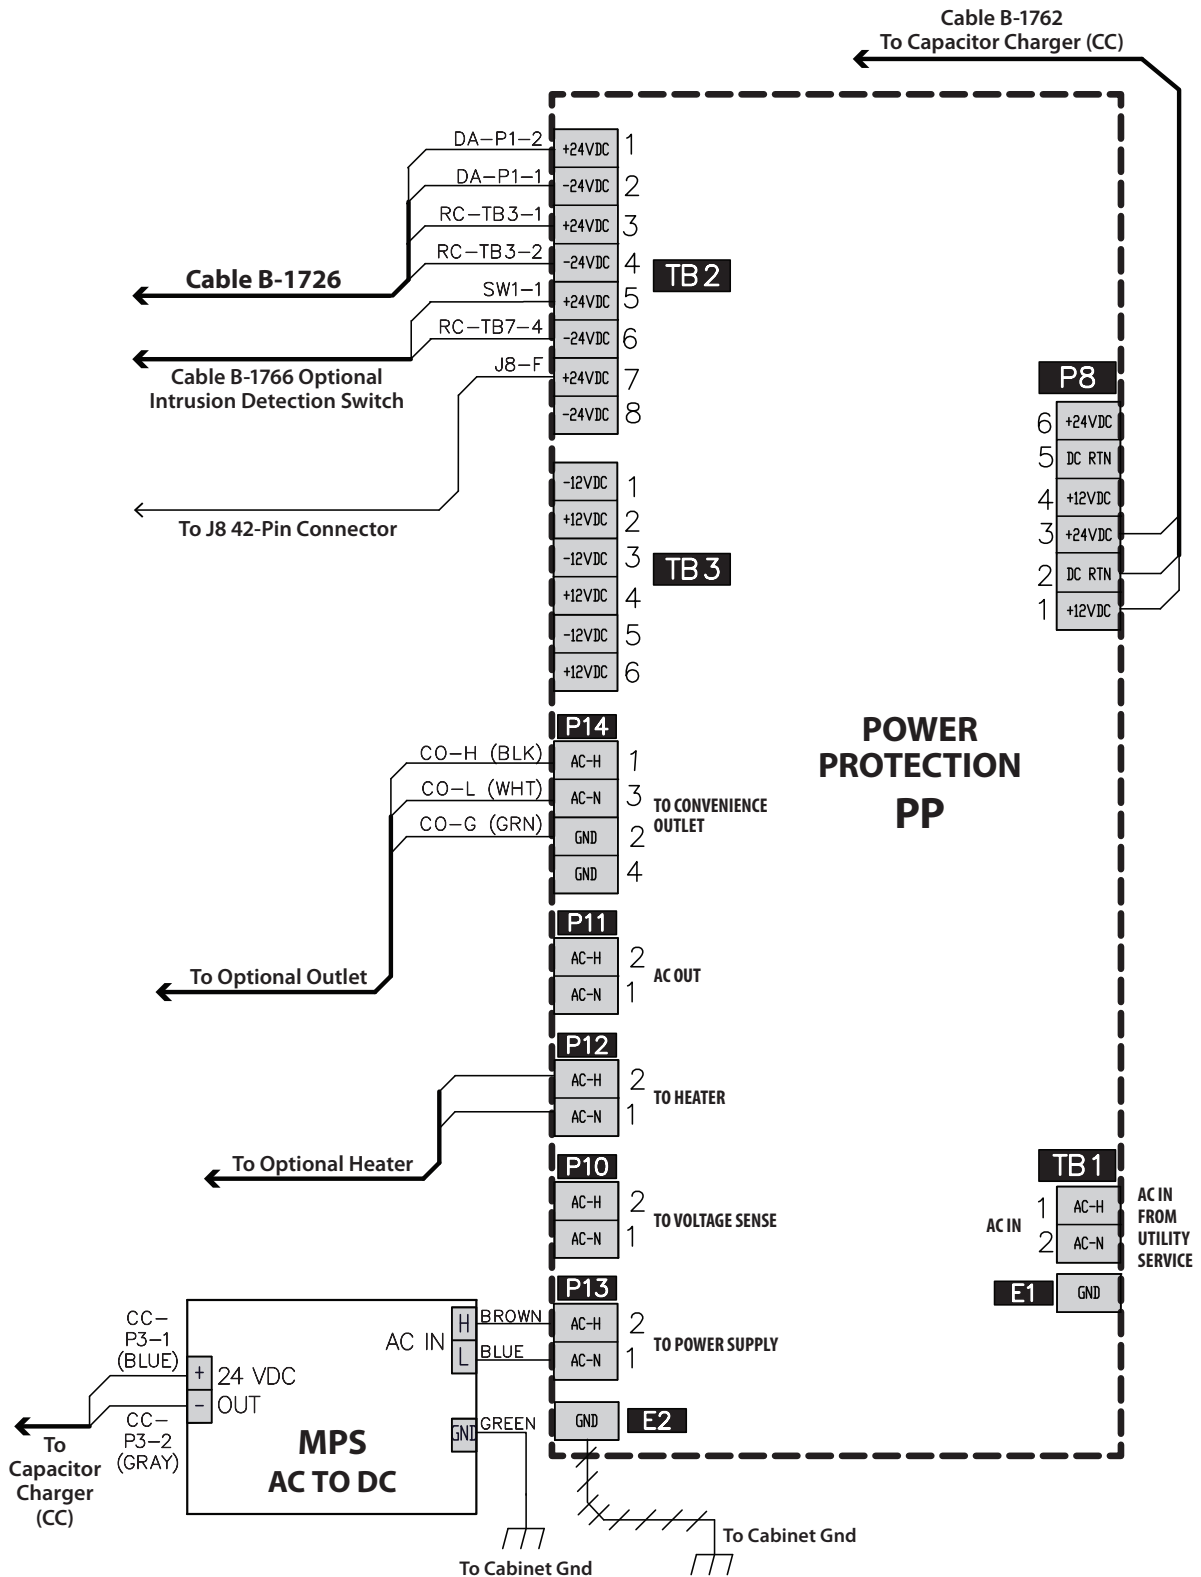 Cable B-1762
To Capacitor Charger (CC)
DA-P1-2
+24VDC
1
DA-P1-1
-24VDC
2
RC-TB3-1
+24VDC
3
RC-TB3-2
-24VDC
4
TB2
Cable B-1726
SW1-1
+24VDC
5
RC-TB7-4
-24VDC
6
Cable B-1766 Optional
Intrusion Detection Switch
J8-F
+24VDC
7
-24VDC
8
P8
6
+24VDC
5
DC RTN
4
+12VDC
3
+24VDC
2
DC RTN
1
+12VDC
To J8 42-Pin Connector
-12VDC
1
+12VDC
2
-12VDC
3
TB3
+12VDC
4
-12VDC
5
+12VDC
6
POWER
PROTECTION
PP
P14
CO-H (BLK)
AC-H
1
CO-L (WHT)
AC-N
3
CO-G (GRN)
GND
2
GND
4
TO CONVENIENCE
OUTLET
To Optional Outlet
P11
AC-H
2
AC-N
1
AC OUT
P12
AC-H
2
AC-N
1
TO HEATER
To Optional Heater
P10
AC-H
2
AC-N
1
TO VOLTAGE SENSE
TB1
AC IN
1
AC-H
2
AC-N
AC IN
FROM
UTILITY
SERVICE
E1
GND
P13
BROWN
AC-H
2
BLUE
AC-N
1
TO POWER SUPPLY
GND
E2
CC-
P3-1
(BLUE)
+
24 VDC
-
OUT
CC-
P3-2
(GRAY)
AC IN
H
L
GND
GREEN
MPS
AC TO DC
To
Capacitor
Charger
(CC)
To Cabinet Gnd
To Cabinet Gnd